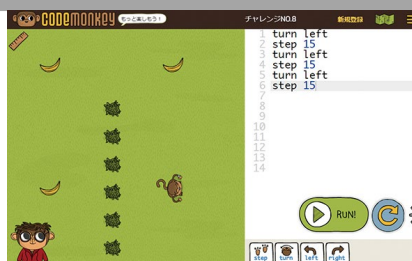 CODEMONKEY もっと楽しもう! チャレンジNO.8 新規登録
1 turn left
2 step 15
3 turn left
4 step 15
5 turn left
6 step 15
7
8
9
10
11
12
13
14
RUN!
step turn left right